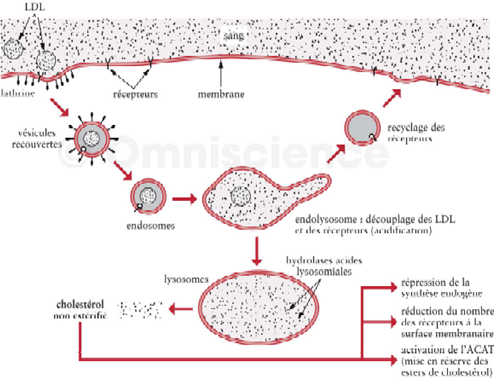 LDL
sang
lathrine
récepteurs
membrane
vésicules
recouvertes
recyclage des
récepteurs
© Omniscience
endosomes
endolysosome : découplage des LDL
et des récepteurs (acidification)
hydrolases acides
lysosomiales
lysosomes
cholestérol
non estérifié
répression de la
synthèse endogène
réduction du nombre
des récepteurs à la
surface membranaire
activation de l'ACAT
(mise en réserve des
esters de cholestérol)